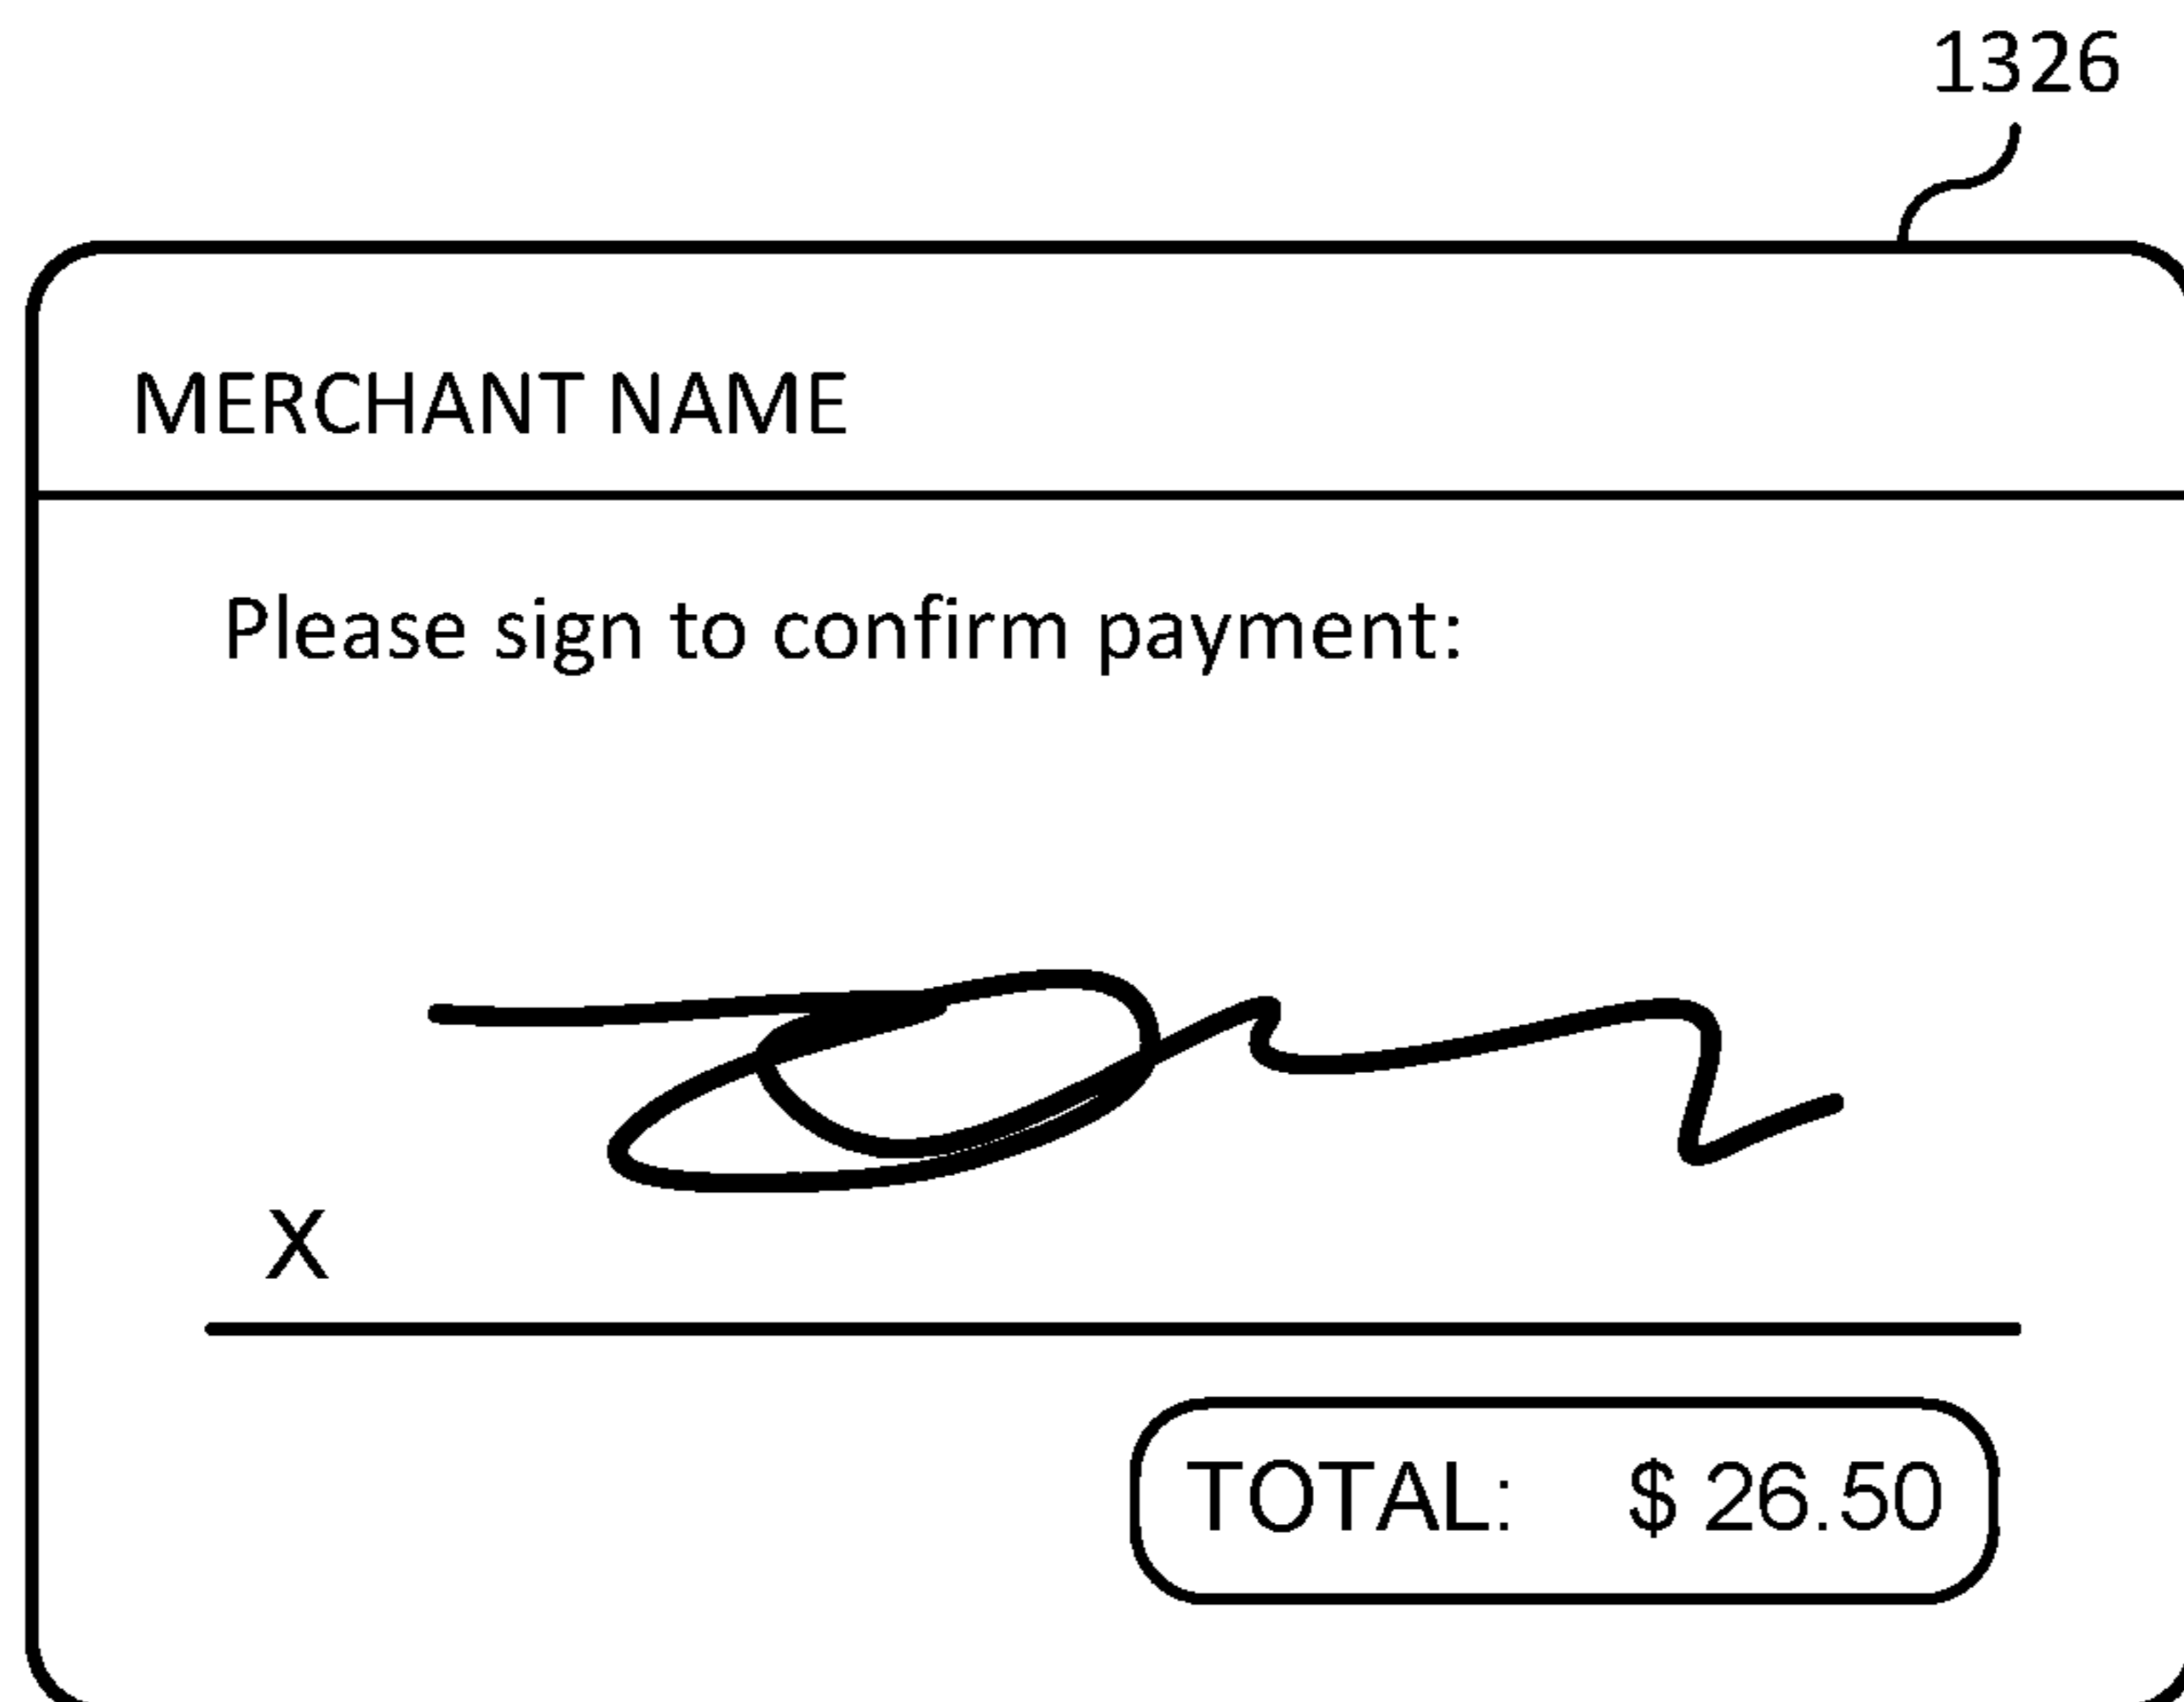 1326
MERCHANT NAME
Please sign to confirm payment:
X
TOTAL: $ 26.50